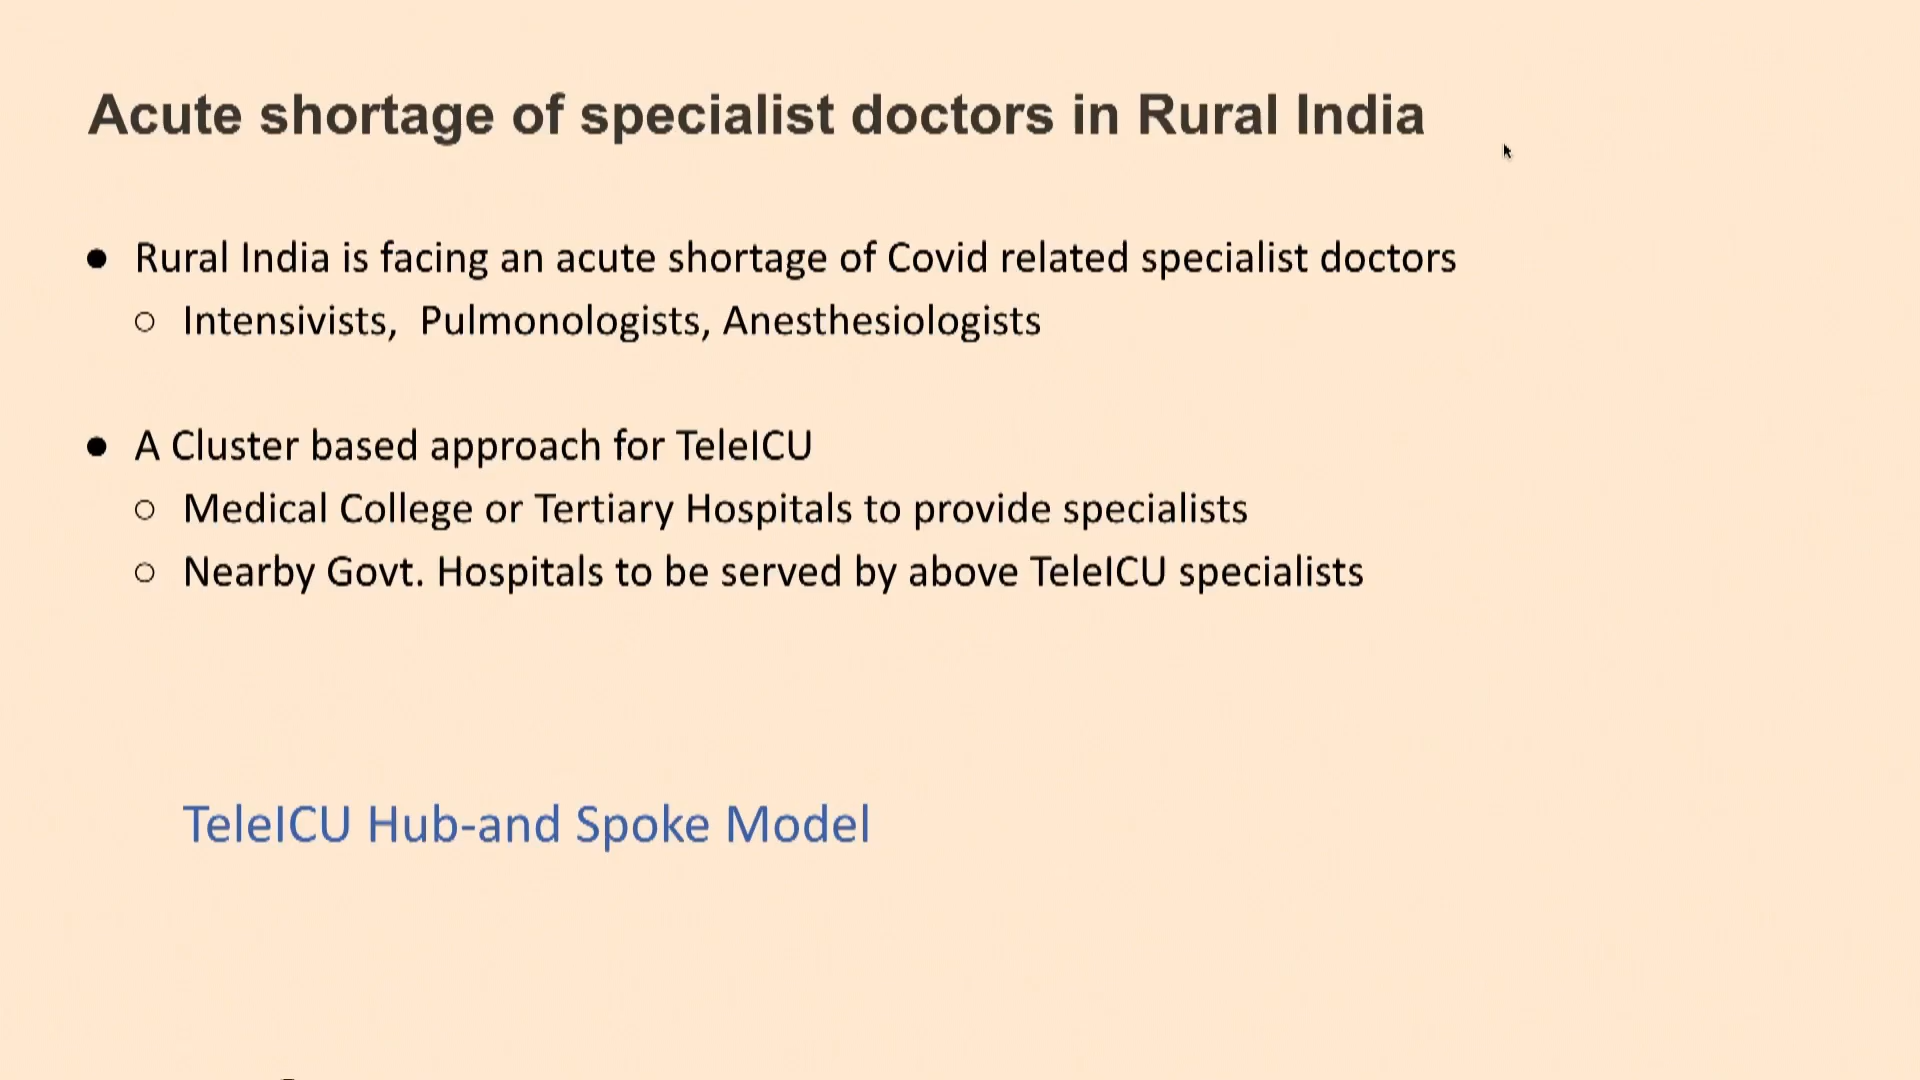 Acute shortage of specialist doctors in Rural India
● Rural India is facing an acute shortage of Covid related specialist doctors
○ Intensivists, Pulmonologists, Anesthesiologists
● A Cluster based approach for TeleICU
○ Medical College or Tertiary Hospitals to provide specialists
○ Nearby Govt. Hospitals to be served by above TeleICU specialists
TeleICU Hub-and Spoke Model